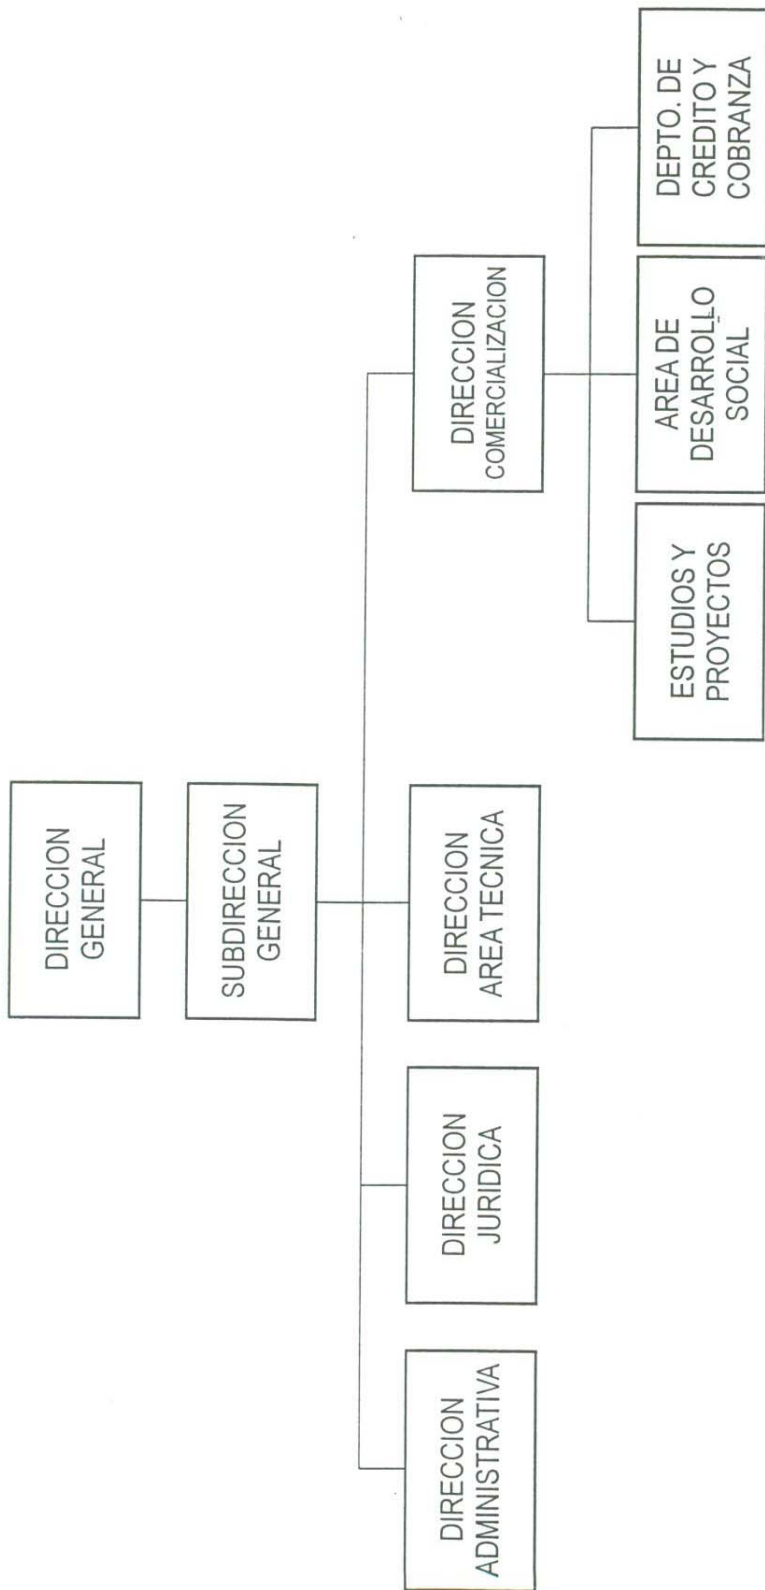 DIRECCION
GENERAL
SUBDIRECCION
GENERAL
DIRECCION
ADMINISTRATIVA
DIRECCION
JURIDICA
DIRECCION
AREA TECNICA
DIRECCION
COMERCIALIZACION
ESTUDIOS Y
PROYECTOS
AREA DE
DESARROLLO
SOCIAL
DEPTO. DE
CREDITO Y
COBRANZA